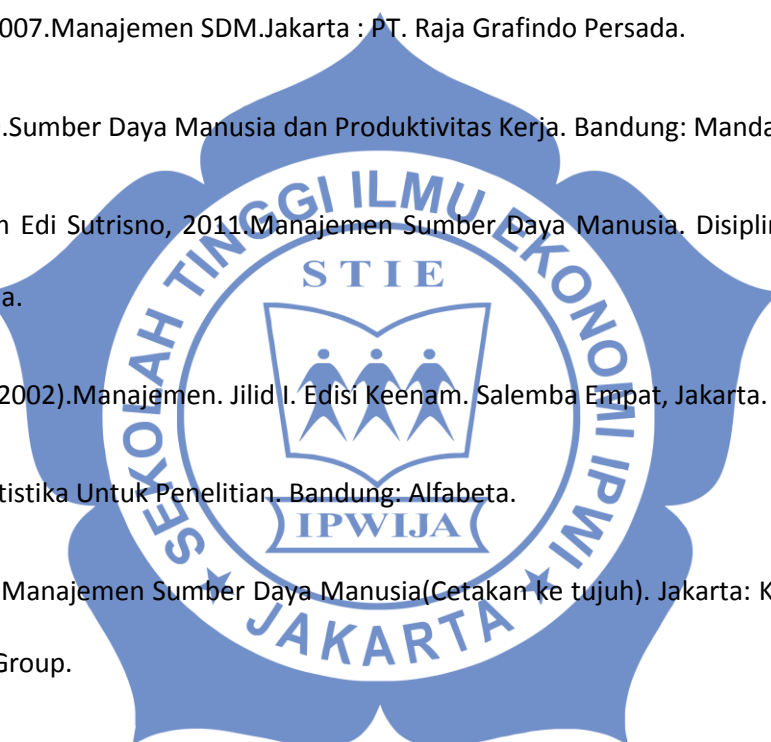 007.Manajemen SDM.Jakarta : PT. Raja Grafindo Persada.
.Sumber Daya Manusia dan Produktivitas Kerja. Bandung: Manda
n Edi Sutrisno, 2011.Manajemen Sumber Daya Manusia. Disiplin
a.
2002).Manajemen. Jilid I. Edisi Keenam. Salemba Empat, Jakarta.
tistika Untuk Penelitian. Bandung: Alfabeta.
Manajemen Sumber Daya Manusia(Cetakan ke tujuh). Jakarta: K
Group.
SEKOLAH TINGGI ILMU EKONOMI IPWI
STIE
IPWIJA
JAKARTA